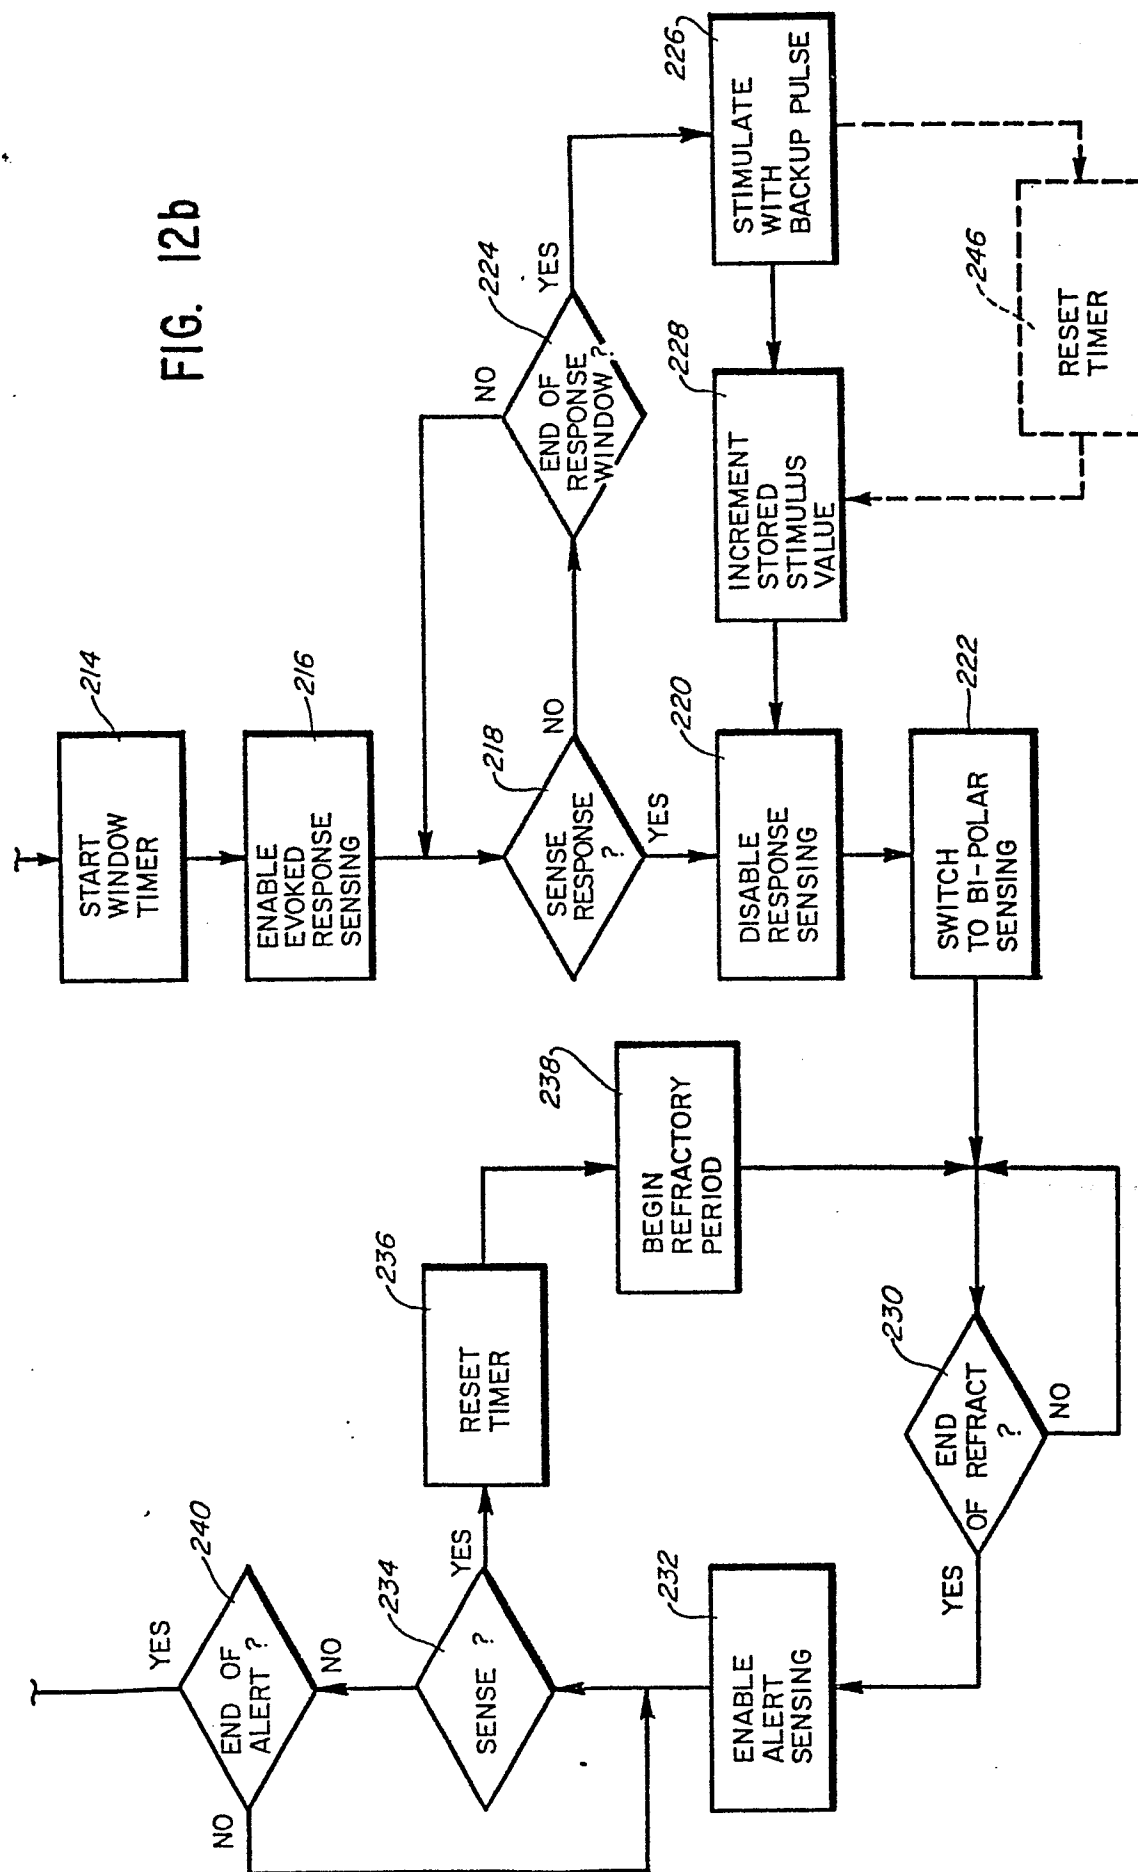 FIG. 12b
214
START
WINDOW
TIMER
216
ENABLE
EVOKED
RESPONSE
SENSING
218
SENSE
RESPONSE
?
NO
YES
224
END OF
RESPONSE
WINDOW ?
NO
YES
226
STIMULATE
WITH
BACKUP PULSE
228
INCREMENT
STORED
STIMULUS
VALUE
246
RESET
TIMER
220
DISABLE
RESPONSE
SENSING
222
SWITCH
TO BI-POLAR
SENSING
230
END
OF REFRACT
?
NO
YES
232
ENABLE
ALERT
SENSING
234
SENSE ?
YES
NO
236
RESET
TIMER
238
BEGIN
REFRACTORY
PERIOD
240
END OF
ALERT ?
YES
NO